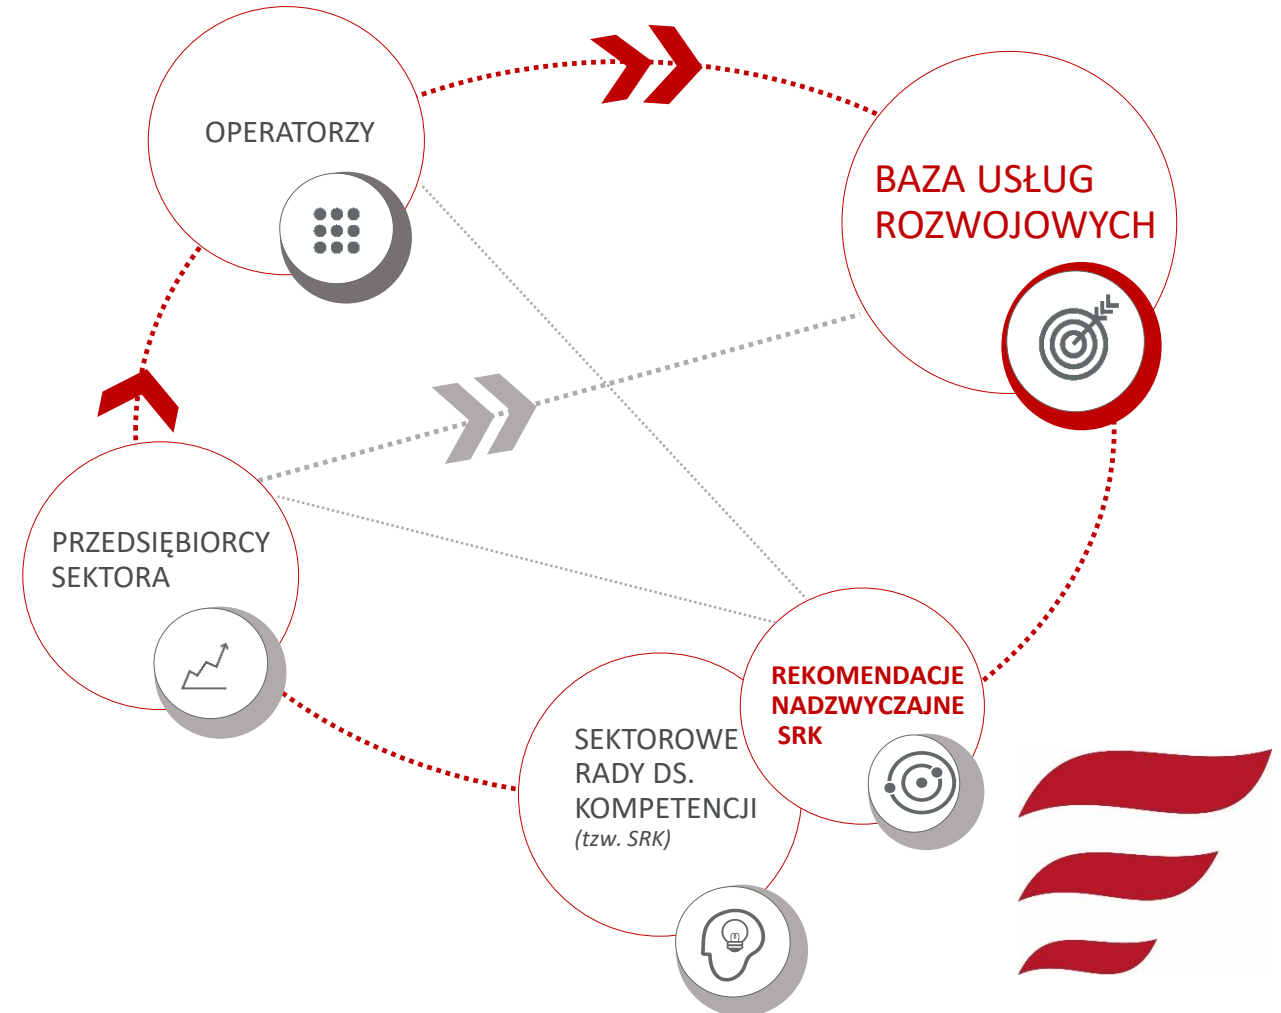 OPERATORZY
BAZA USŁUG
ROZWOJOWYCH
PRZEDSIĘBIORCY
SEKTORA
REKOMENDACJE
NADZWYCZAJNE
SRK
SEKTOROWE
RADY DS.
KOMPETENCJI
(tzw. SRK)